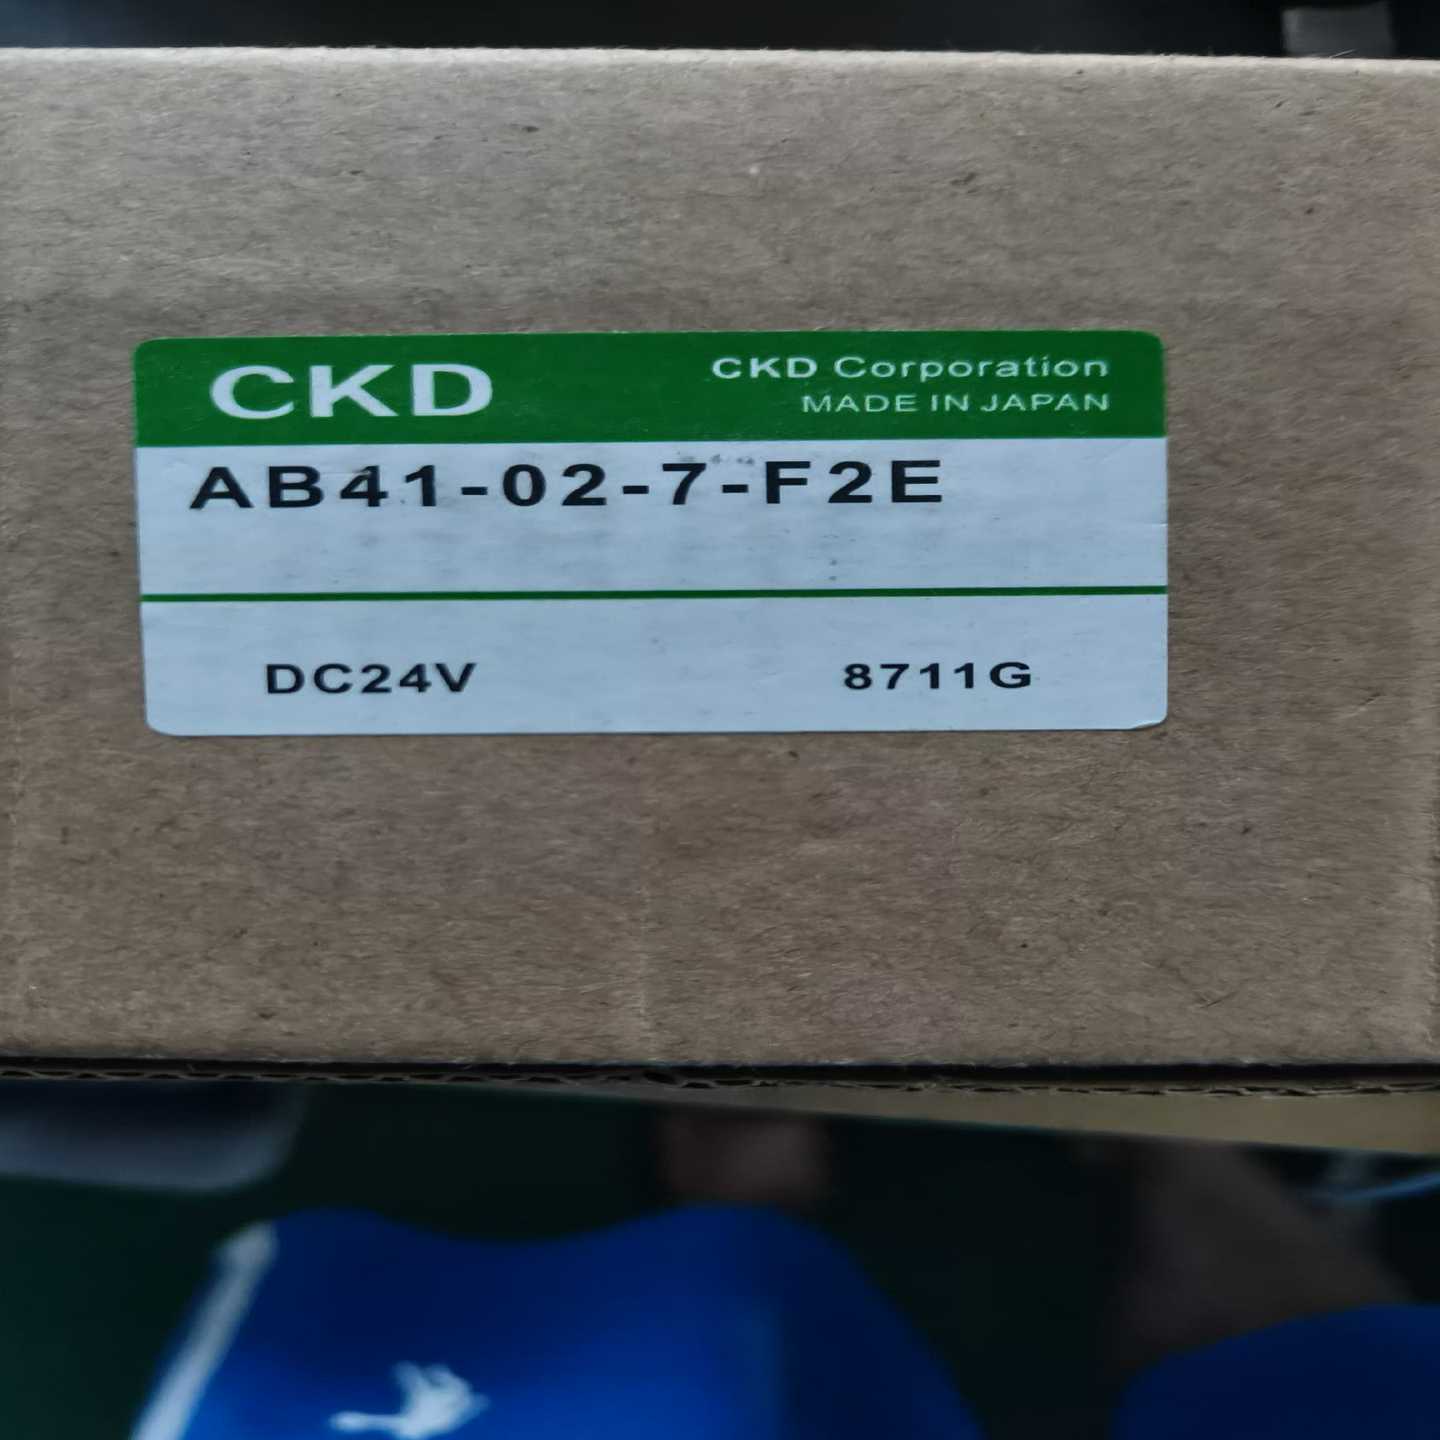 CKD
CKD Corporation
MADE IN JAPAN
AB41-02-7-F2E
DC24V
8711G